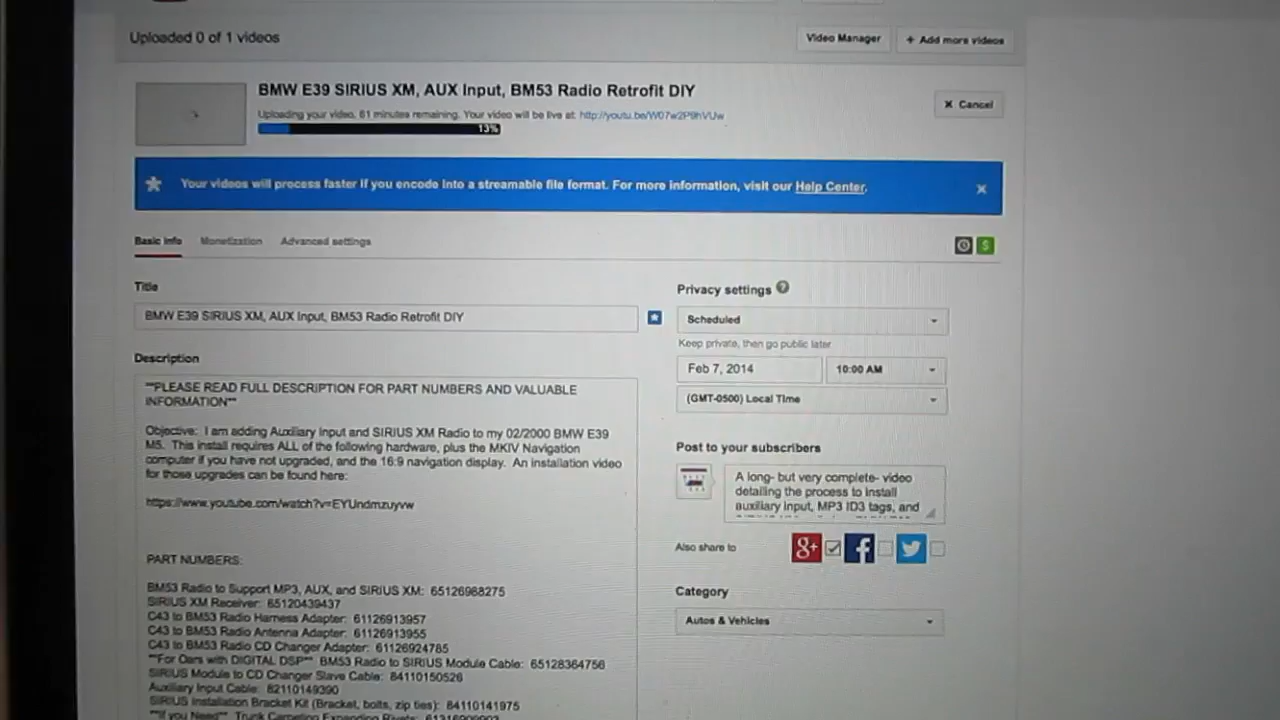 Uploaded 0 of 1 videos
Video Manager
+ Add more videos
BMW E39 SIRIUS XM, AUX Input, BM53 Radio Retrofit DIY
Uploading your video. 61 minutes remaining. Your video will be live at: http://youtu.be/W07w2P9hVUw
13%
× Cancel
Your videos will process faster if you encode into a streamable file format. For more information, visit our Help Center.
Basic info
Monetization
Advanced settings
Title
BMW E39 SIRIUS XM, AUX Input, BM53 Radio Retrofit DIY
Description
**PLEASE READ FULL DESCRIPTION FOR PART NUMBERS AND VALUABLE
INFORMATION**
Objective: I am adding Auxiliary Input and SIRIUS XM Radio to my 02/2000 BMW E39
M5. This install requires ALL of the following hardware, plus the MKIV Navigation
computer if you have not upgraded, and the 16:9 navigation display. An installation video
for those upgrades can be found here:
https://www.youtube.com/watch?v=EYUndmzuyvw
PART NUMBERS:
BM53 Radio to Support MP3, AUX, and SIRIUS XM: 65126988275
SIRIUS XM Receiver: 65120439437
C43 to BM53 Radio Harness Adapter: 61126913957
C43 to BM53 Radio Antenna Adapter: 61126913955
C43 to BM53 Radio CD Changer Adapter: 61126924785
**For Cars with DIGITAL DSP** BM53 Radio to SIRIUS Module Cable: 65128364756
SIRIUS Module to CD Changer Slave Cable: 84110150526
Auxiliary Input Cable: 82110149390
SIRIUS Installation Bracket Kit (Bracket, bolts, zip ties): 84110141975
**If you Need** Trunk Carpeting Expanding Rivets:
Privacy settings
Scheduled
Keep private, then go public later
Feb 7, 2014
10:00 AM
(GMT-0500) Local Time
Post to your subscribers
A long- but very complete- video
detailing the process to install
auxiliary input, MP3 ID3 tags, and
Also share to
g+
f
Category
Autos & Vehicles